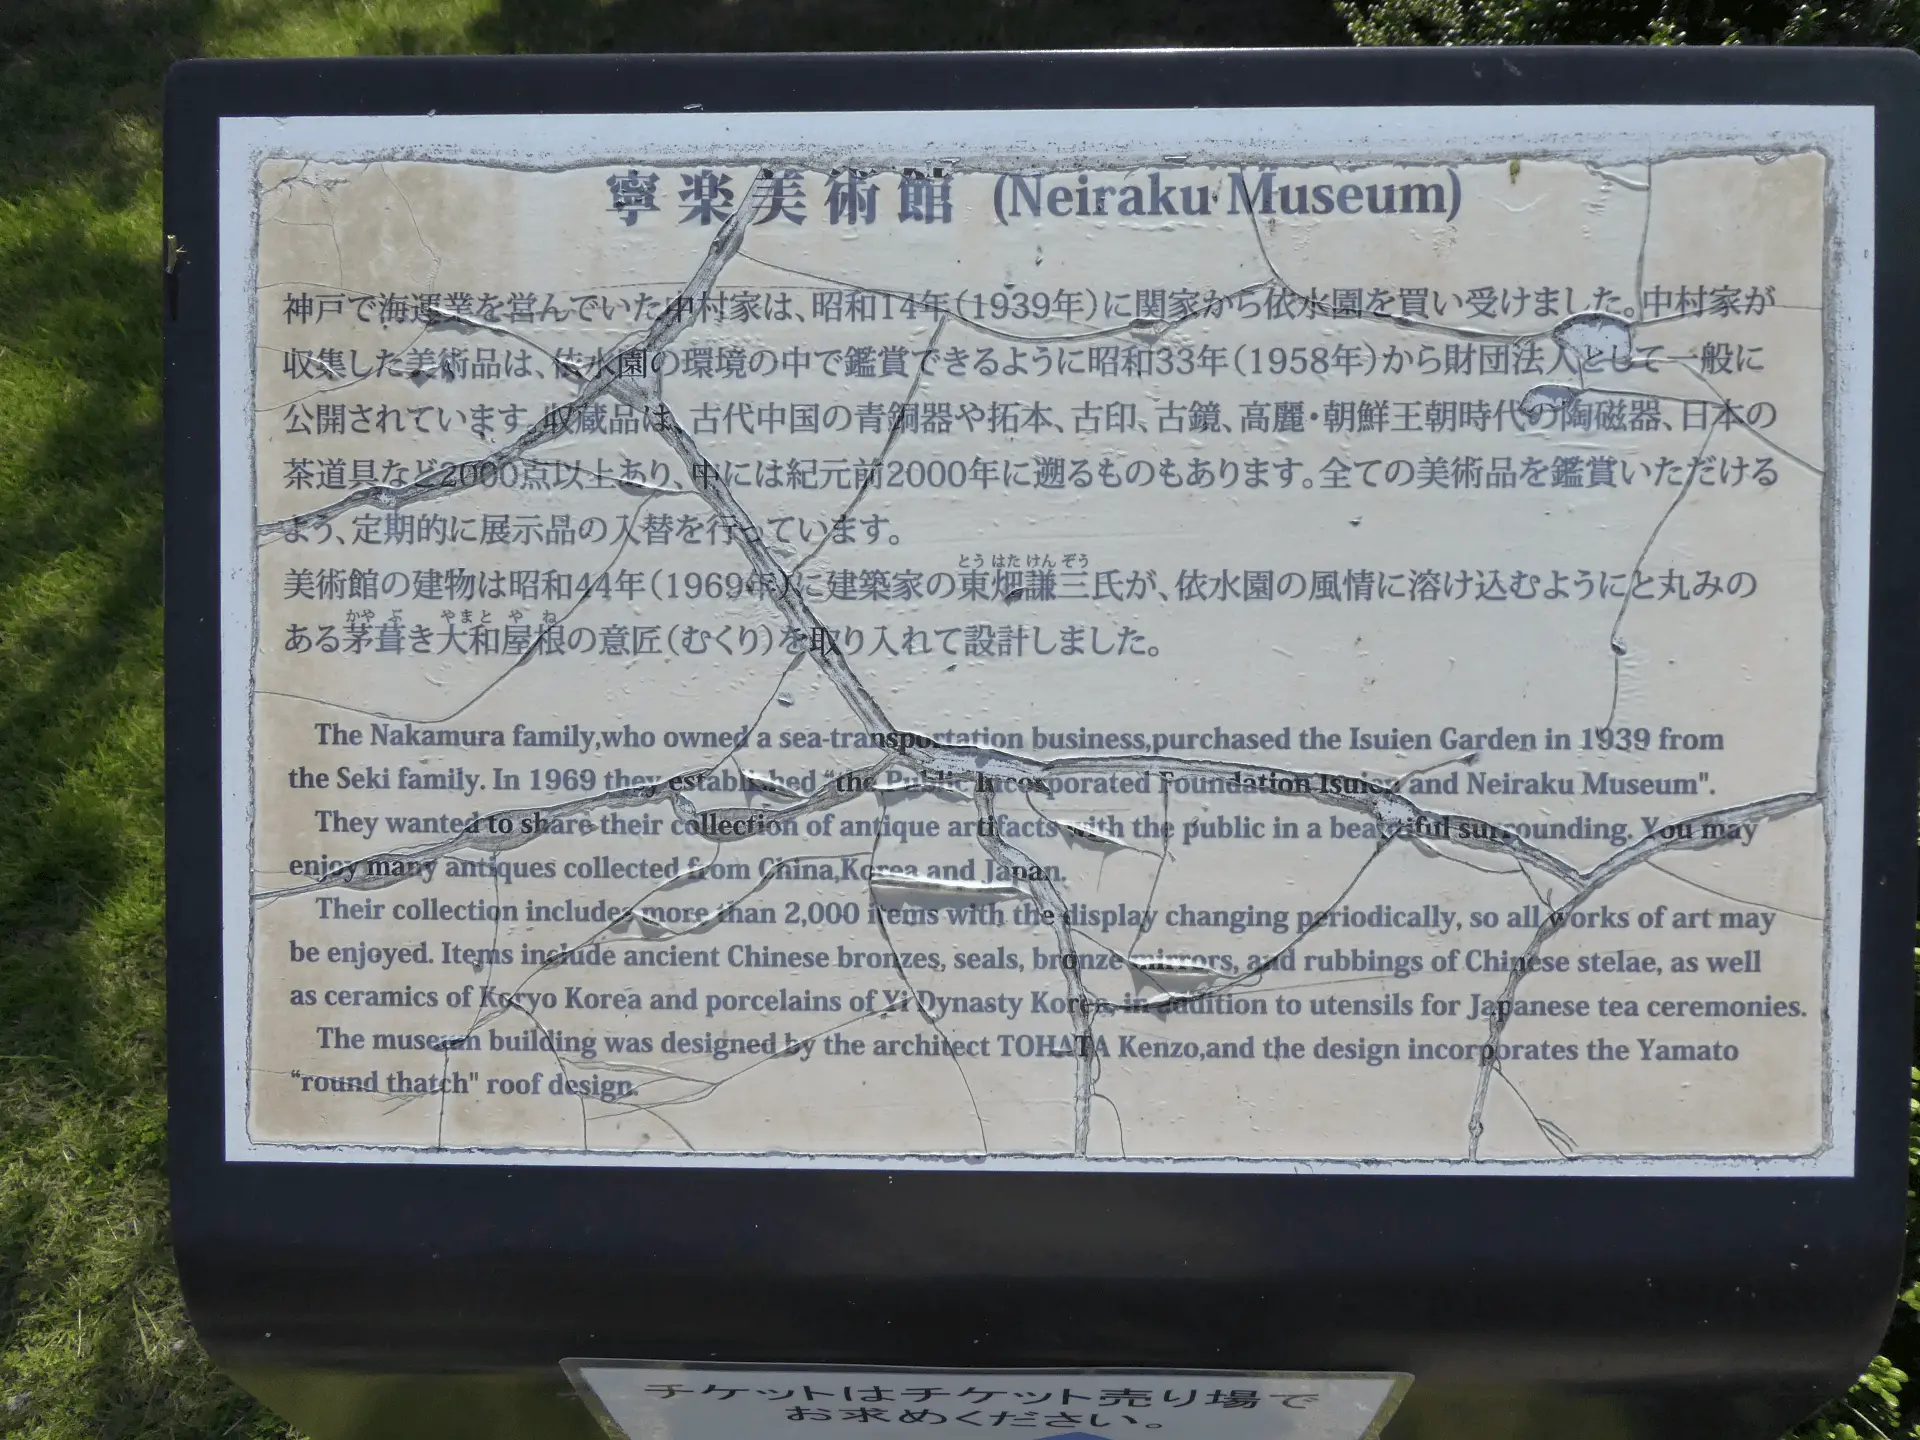 寧楽美術館 (Neiraku Museum)
神戸で海運業を営んでいた中村家は、昭和14年(1939年)に関家から依水園を買い受けました。中村家が
収集した美術品は、依水園の環境の中で鑑賞できるように昭和33年(1958年)から財団法人として一般に
公開されています。収蔵品は、古代中国の青銅器や拓本、古印、古鏡、高麗・朝鮮王朝時代の陶磁器、日本の
茶道具など2000点以上あり、中には紀元前2000年に遡るものもあります。全ての美術品を鑑賞いただける
よう、定期的に展示品の入替を行っています。
とう はた けん ぞう
美術館の建物は昭和44年(1969年)に建築家の東畑謙三氏が、依水園の風情に溶け込むようにと丸みの
かや ぶ やまと や ね
ある茅葺き大和屋根の意匠(むくり)を取り入れて設計しました。
The Nakamura family,who owned a sea-transportation business,purchased the Isuien Garden in 1939 from
the Seki family. In 1969 they established “the Public Incorporated Foundation Isuien and Neiraku Museum".
They wanted to share their collection of antique artifacts with the public in a beautiful surrounding. You may
enjoy many antiques collected from China,Korea and Japan.
Their collection includes more than 2,000 items with the display changing periodically, so all works of art may
be enjoyed. Items include ancient Chinese bronzes, seals, bronze mirrors, and rubbings of Chinese stelae, as well
as ceramics of Koryo Korea and porcelains of Yi Dynasty Korea, in addition to utensils for Japanese tea ceremonies.
The museum building was designed by the architect TOHATA Kenzo,and the design incorporates the Yamato
“round thatch" roof design.
チケットはチケット売り場で
お求めください。